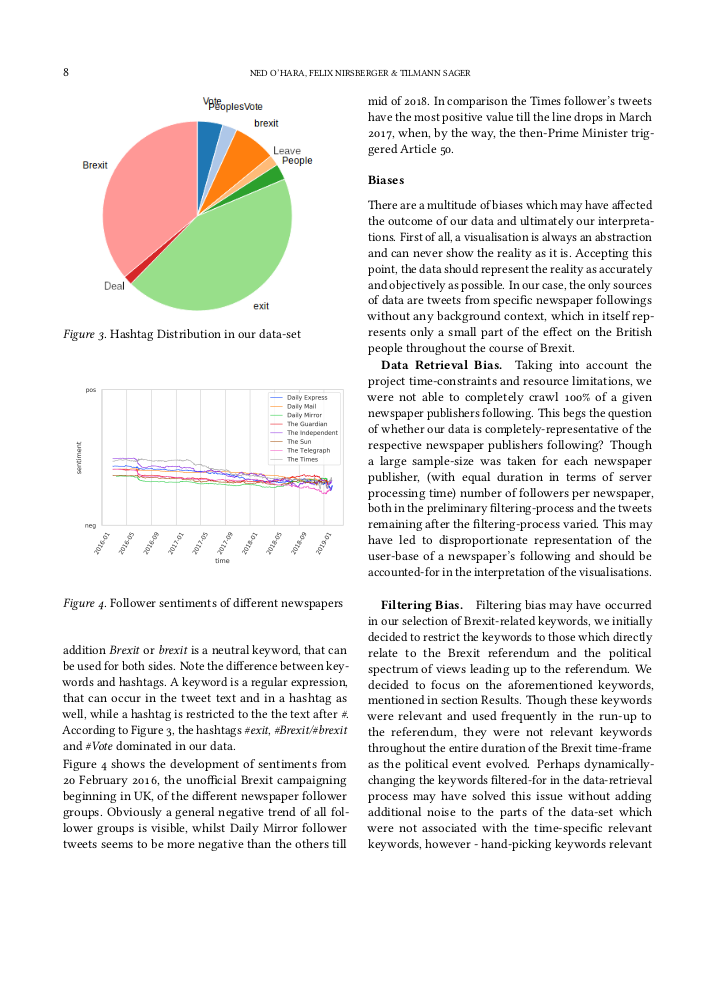 8
NED O'HARA, FELIX NIRSBERGER & TILMANN SAGER
Vote
PeoplesVote
brexit
Leave
People
Brexit
Deal
exit
Figure 3. Hashtag Distribution in our data-set
pos
sentiment
neg
Daily Express
Daily Mail
Daily Mirror
The Guardian
The Independent
The Sun
The Telegraph
The Times
2016-01
2016-05
2016-09
2017-01
2017-05
2017-09
2018-01
2018-05
2018-09
2019-01
time
Figure 4. Follower sentiments of different newspapers
addition Brexit or brexit is a neutral keyword, that can
be used for both sides. Note the difference between key-
words and hashtags. A keyword is a regular expression,
that can occur in the tweet text and in a hashtag as
well, while a hashtag is restricted to the the text after #.
According to Figure 3, the hashtags #exit, #Brexit/#brexit
and #Vote dominated in our data.
Figure 4 shows the development of sentiments from
20 February 2016, the unofficial Brexit campaigning
beginning in UK, of the different newspaper follower
groups. Obviously a general negative trend of all fol-
lower groups is visible, whilst Daily Mirror follower
tweets seems to be more negative than the others till
mid of 2018. In comparison the Times follower's tweets
have the most positive value till the line drops in March
2017, when, by the way, the then-Prime Minister trig-
gered Article 50.
Biases
There are a multitude of biases which may have affected
the outcome of our data and ultimately our interpreta-
tions. First of all, a visualisation is always an abstraction
and can never show the reality as it is. Accepting this
point, the data should represent the reality as accurately
and objectively as possible. In our case, the only sources
of data are tweets from specific newspaper followings
without any background context, which in itself rep-
resents only a small part of the effect on the British
people throughout the course of Brexit.
Data Retrieval Bias. Taking into account the
project time-constraints and resource limitations, we
were not able to completely crawl 100% of a given
newspaper publishers following. This begs the question
of whether our data is completely-representative of the
respective newspaper publishers following? Though
a large sample-size was taken for each newspaper
publisher, (with equal duration in terms of server
processing time) number of followers per newspaper,
both in the preliminary filtering-process and the tweets
remaining after the filtering-process varied. This may
have led to disproportionate representation of the
user-base of a newspaper's following and should be
accounted-for in the interpretation of the visualisations.
Filtering Bias. Filtering bias may have occurred
in our selection of Brexit-related keywords, we initially
decided to restrict the keywords to those which directly
relate to the Brexit referendum and the political
spectrum of views leading up to the referendum. We
decided to focus on the aforementioned keywords,
mentioned in section Results. Though these keywords
were relevant and used frequently in the run-up to
the referendum, they were not relevant keywords
throughout the entire duration of the Brexit time-frame
as the political event evolved. Perhaps dynamically-
changing the keywords filtered-for in the data-retrieval
process may have solved this issue without adding
additional noise to the parts of the data-set which
were not associated with the time-specific relevant
keywords, however - hand-picking keywords relevant